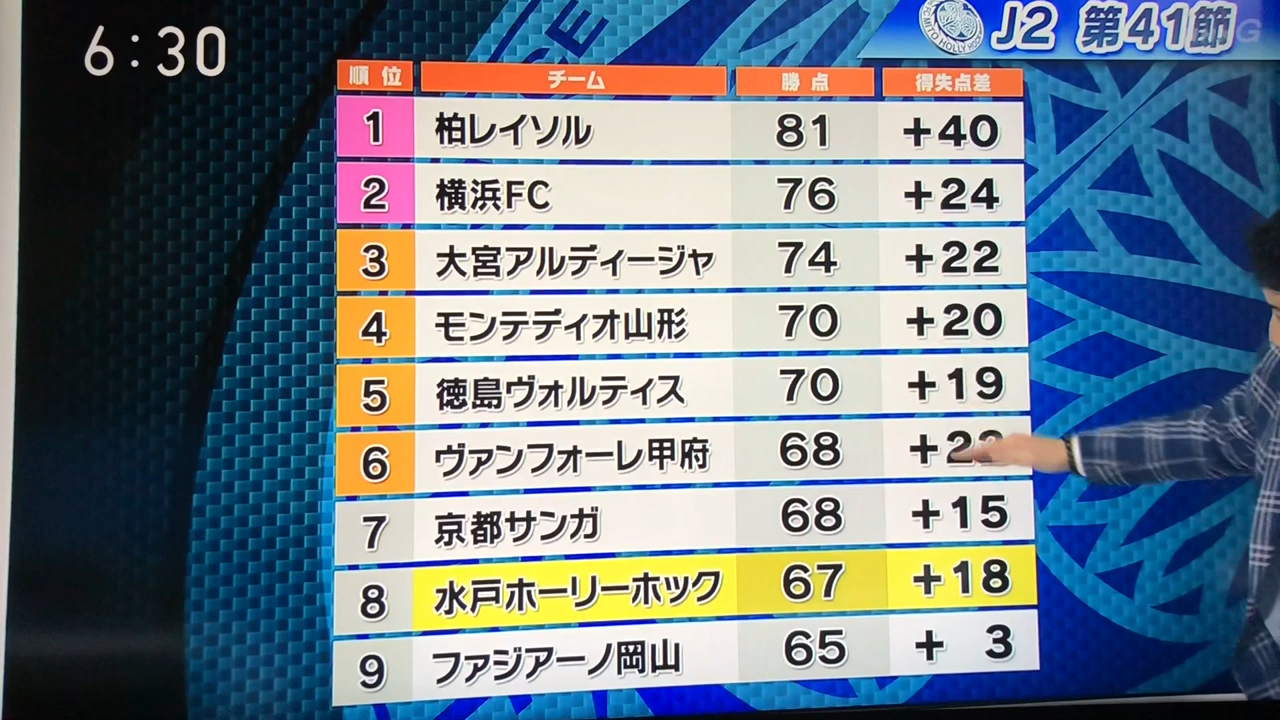 6:30
J2 第41節
順位 チーム 勝点 得失点差
1 柏レイソル 81 +40
2 横浜FC 76 +24
3 大宮アルディージャ 74 +22
4 モンテディオ山形 70 +20
5 徳島ヴォルティス 70 +19
6 ヴァンフォーレ甲府 68
7 京都サンガ 68 +15
8 水戸ホーリーホック 67 +18
9 ファジアーノ岡山 65 + 3